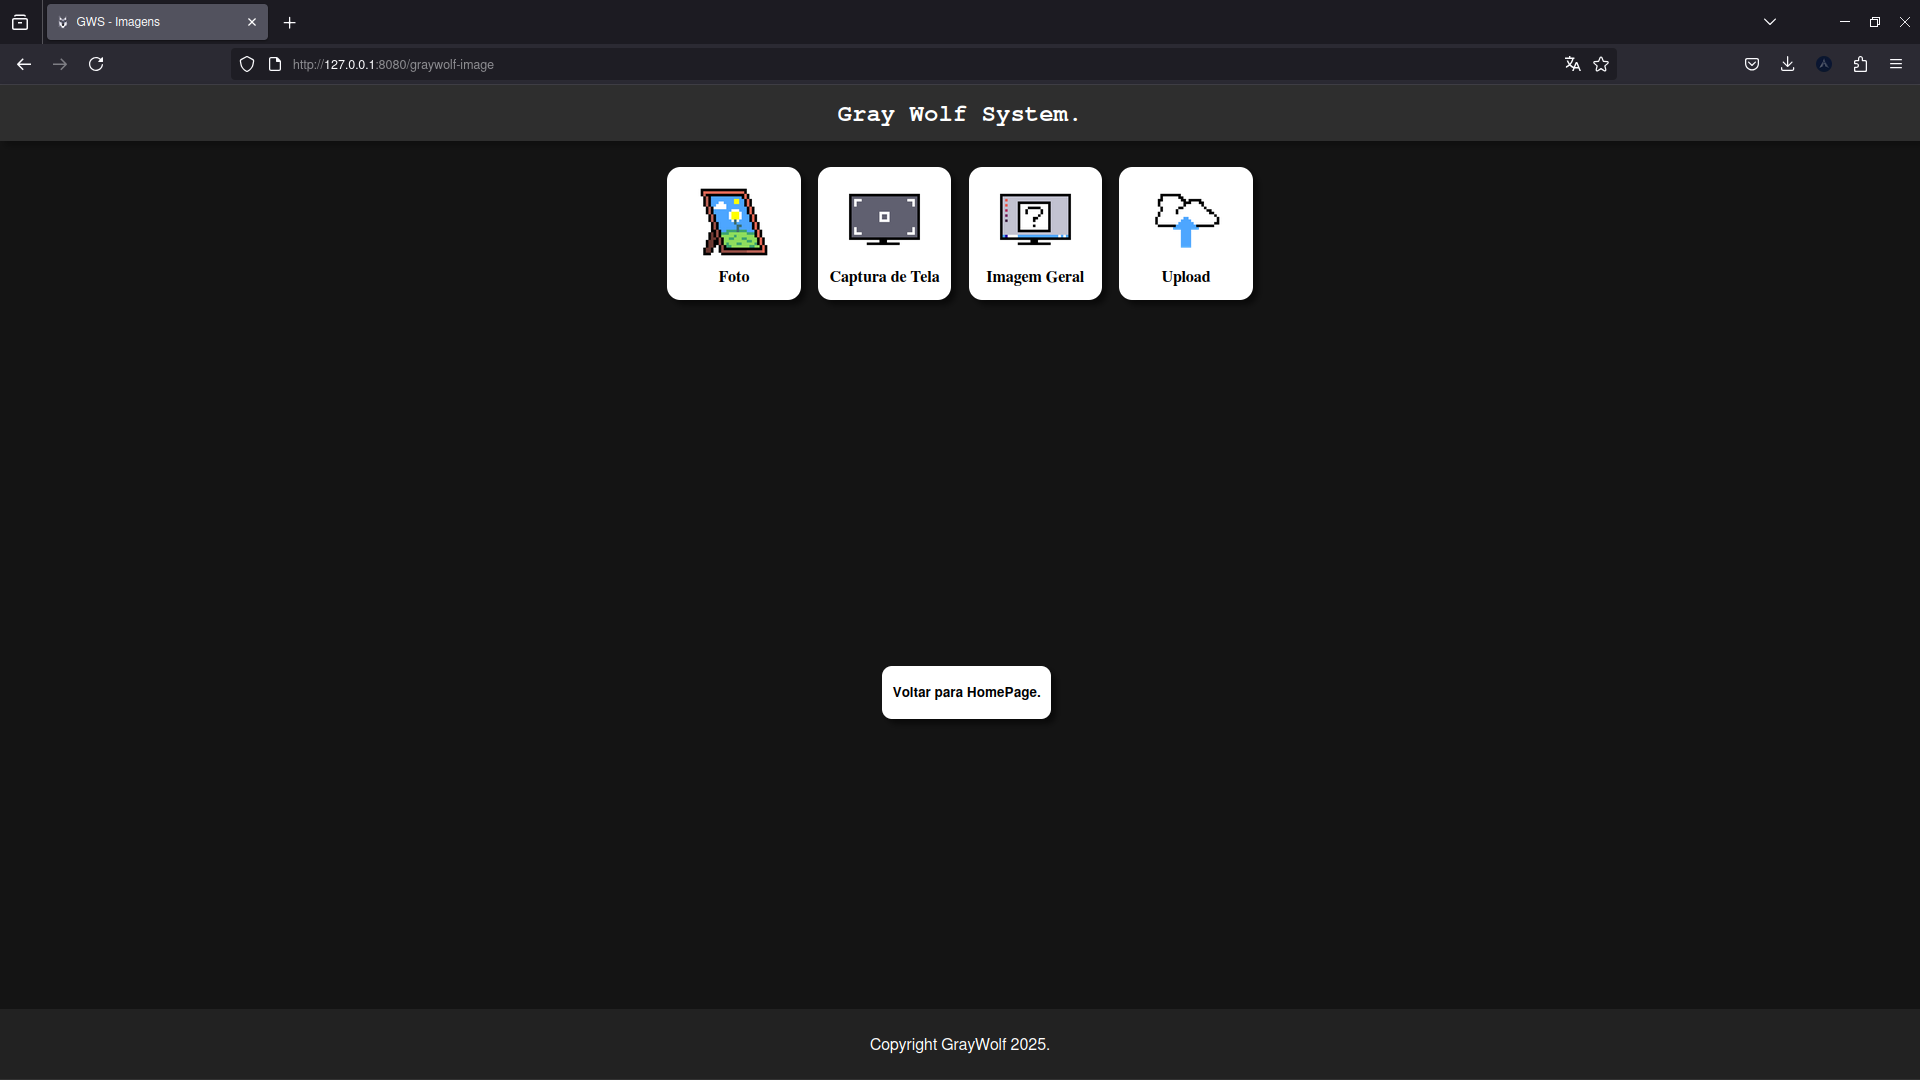 GWS - Imagens
http://127.0.0.1:8080/graywolf-image
Gray Wolf System.
Foto
Captura de Tela
Imagem Geral
Upload
Voltar para HomePage.
Copyright GrayWolf 2025.